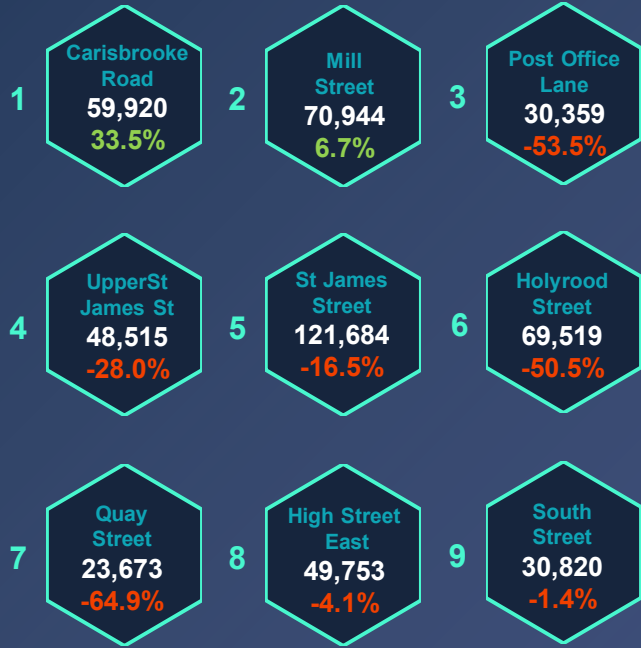 1
Carisbrooke
Road
59,920
33.5%
2
Mill
Street
70,944
6.7%
3
Post Office
Lane
30,359
-53.5%
4
UpperSt
James St
48,515
-28.0%
5
St James
Street
121,684
-16.5%
6
Holyrood
Street
69,519
-50.5%
7
Quay
Street
23,673
-64.9%
8
High Street
East
49,753
-4.1%
9
South
Street
30,820
-1.4%